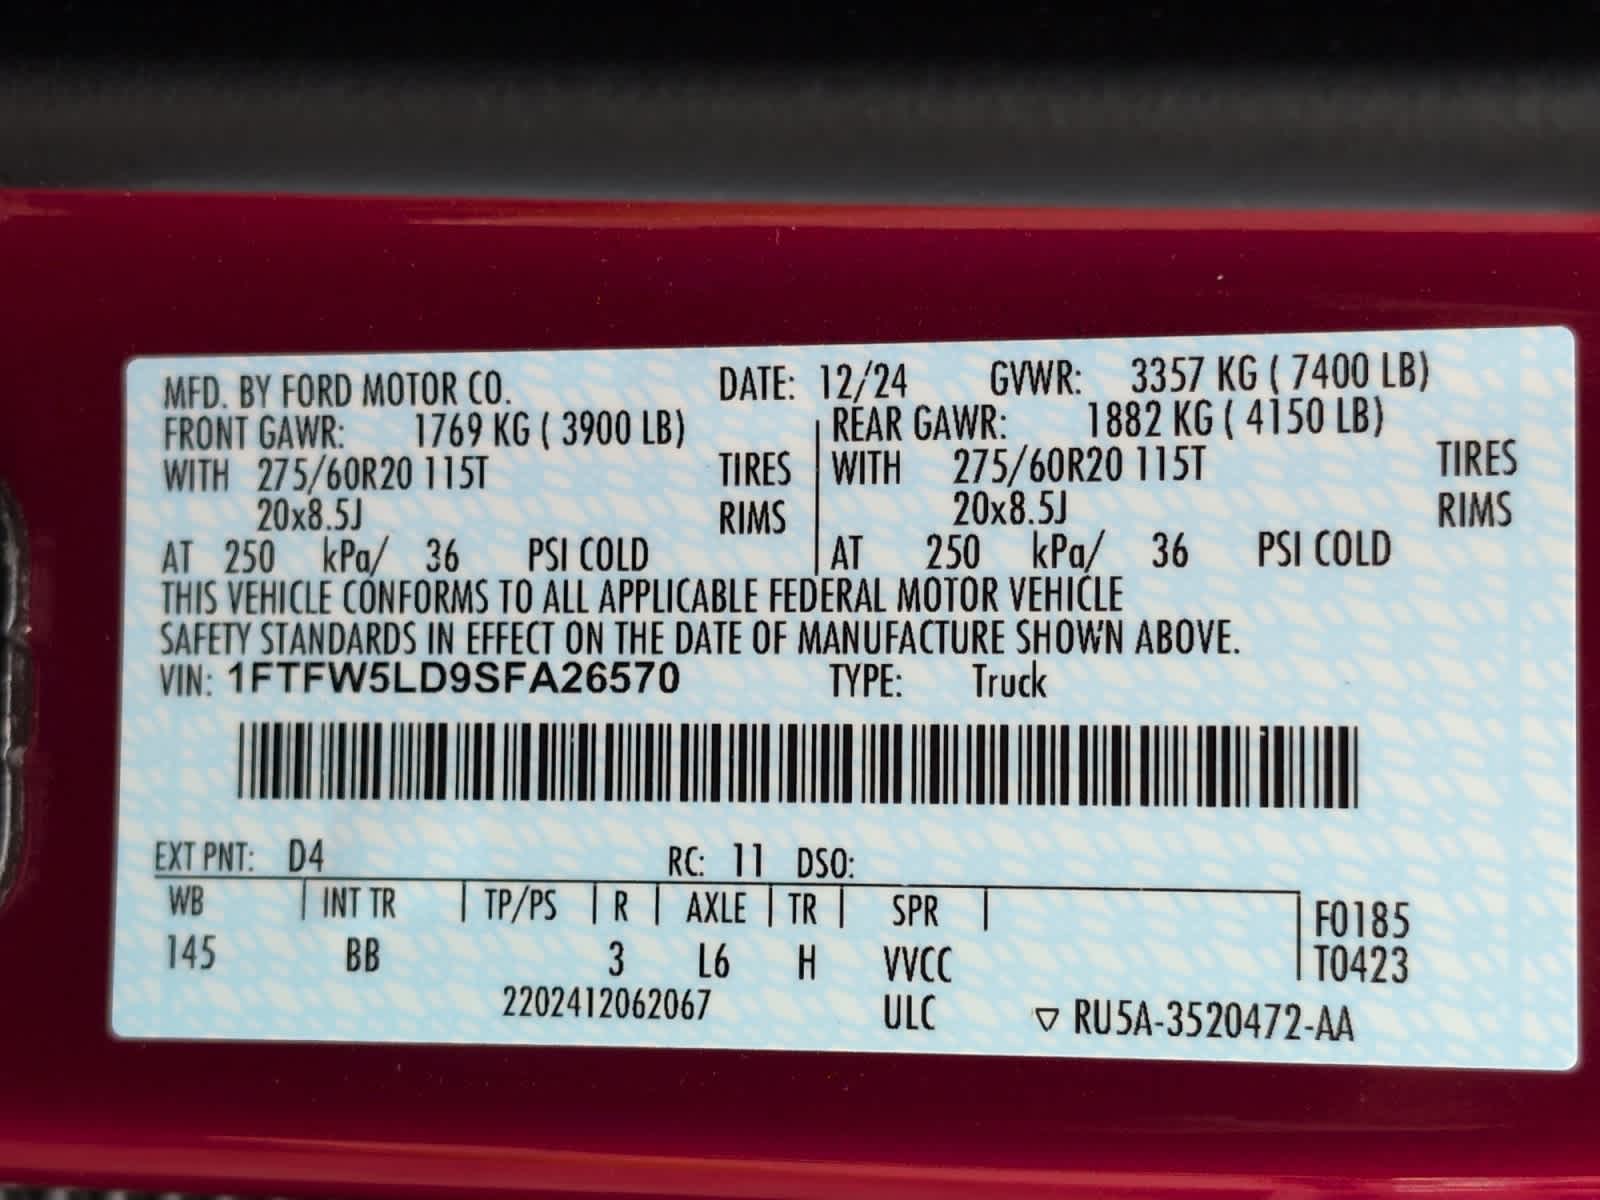 MFD. BY FORD MOTOR CO. DATE: 12/24 GVWR: 3357 KG ( 7400 LB)
FRONT GAWR: 1769 KG ( 3900 LB) REAR GAWR: 1882 KG ( 4150 LB)
WITH 275/60R20 115T TIRES WITH 275/60R20 115T TIRES
20x8.5J RIMS 20x8.5J RIMS
AT 250 kPa/ 36 PSI COLD AT 250 kPa/ 36 PSI COLD
THIS VEHICLE CONFORMS TO ALL APPLICABLE FEDERAL MOTOR VEHICLE
SAFETY STANDARDS IN EFFECT ON THE DATE OF MANUFACTURE SHOWN ABOVE.
VIN: 1FTFW5LD9SFA26570 TYPE: Truck
EXT PNT: D4 RC: 11 DSO:
WB INT TR TP/PS R AXLE TR SPR F0185
145 BB 3 L6 H VVCC T0423
2202412062067 ULC ▽ RU5A-3520472-AA